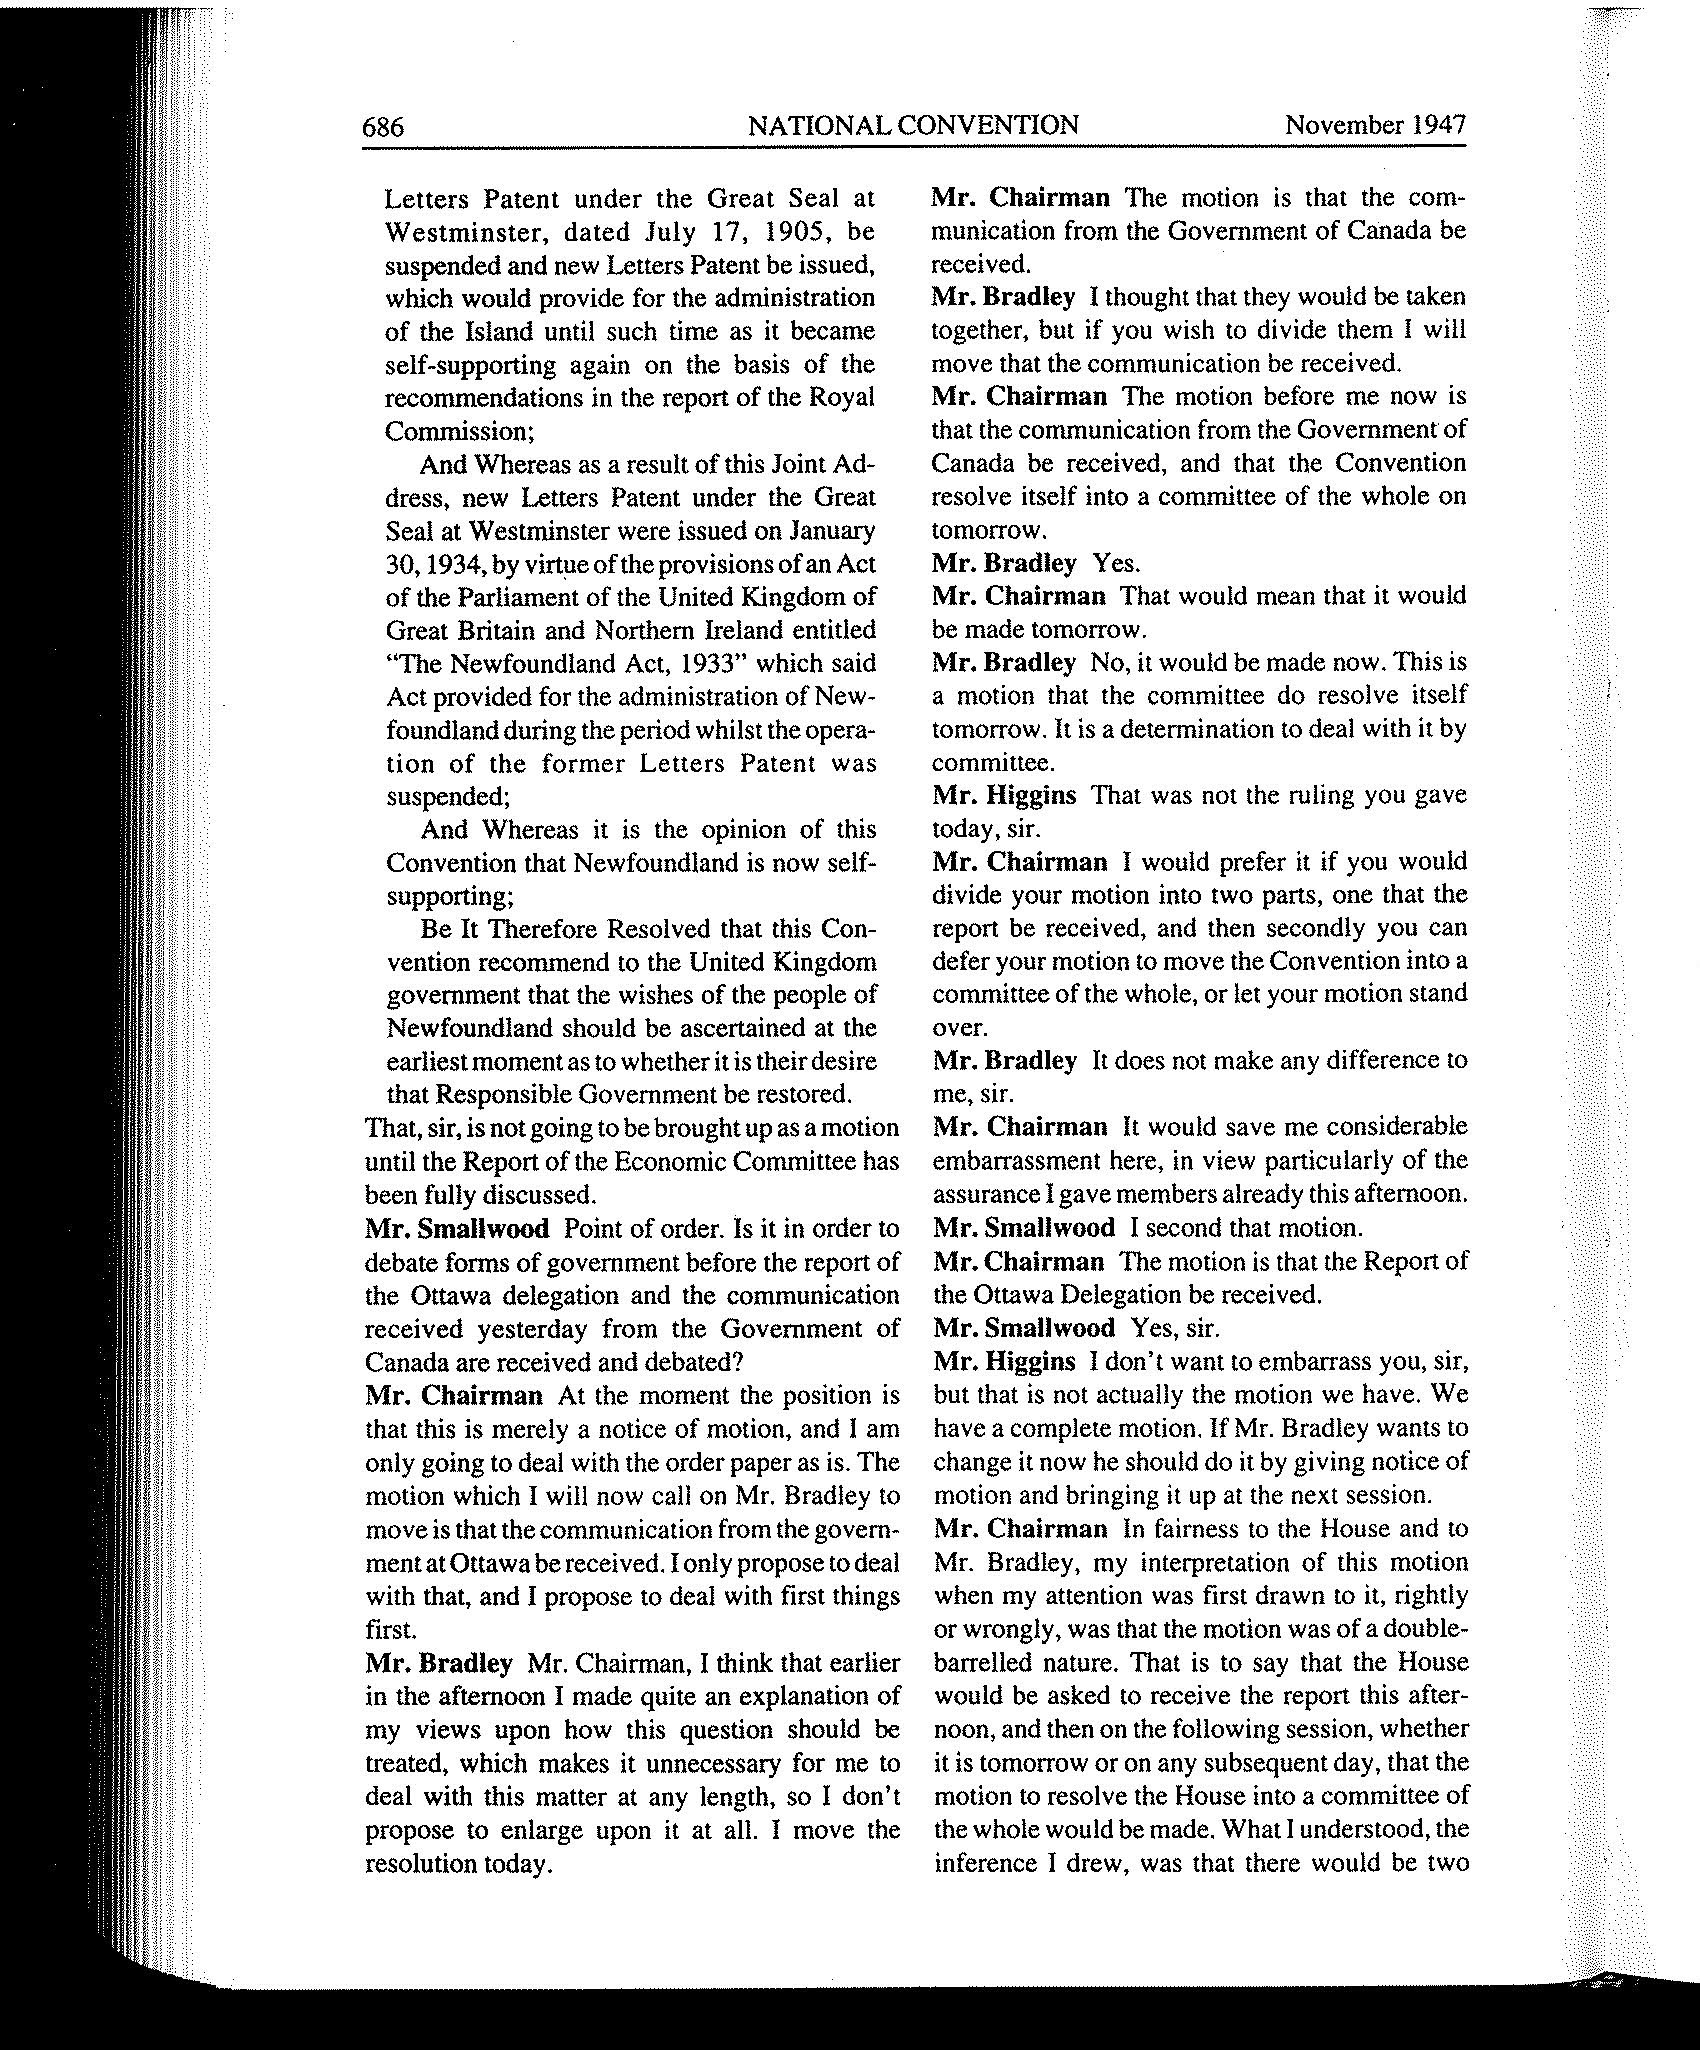 686 NATIONAL CONVENTION November 1947
Letters Patent under the Great Seal at
Westminster, dated July 17, 1905, be
suspended and new Letters Patent be issued,
which would provide for the administration
of the Island until such time as it became
self-supporting again on the basis of the
recommendations in the report of the Royal
Commission;
And Whereas as a result of this Joint Ad-
dress, new Letters Patent under the Great
Seal at Westminster were issued on January
30, 1934, by virtue of the provisions of an Act
of the Parliament of the United Kingdom of
Great Britain and Northern Ireland entitled
“The Newfoundland Act, 1933” which said
Act provided for the administration of New-
foundland during the period whilst the opera-
tion of the former Letters Patent was
suspended;
And Whereas it is the opinion of this
Convention that Newfoundland is now self-
supporting;
Be It Therefore Resolved that this Con-
vention recommend to the United Kingdom
government that the wishes of the people of
Newfoundland should be ascertained at the
earliest moment as to whether it is their desire
that Responsible Government be restored.
That, sir, is not going to be brought up as a motion
until the Report of the Economic Committee has
been fully discussed.
Mr. Smallwood Point of order. Is it in order to
debate forms of government before the report of
the Ottawa delegation and the communication
received yesterday from the Government of
Canada are received and debated?
Mr. Chairman At the moment the position is
that this is merely a notice of motion, and I am
only going to deal with the order paper as is. The
motion which I will now call on Mr. Bradley to
move is that the communication from the govern-
ment at Ottawa be received. I only propose to deal
with that, and I propose to deal with first things
first.
Mr. Bradley Mr. Chairman, I think that earlier
in the afternoon I made quite an explanation of
my views upon how this question should be
treated, which makes it unnecessary for me to
deal with this matter at any length, so I don't
propose to enlarge upon it at all. I move the
resolution today.
Mr. Chairman The motion is that the com-
munication from the Government of Canada be
received.
Mr. Bradley I thought that they would be taken
together, but if you wish to divide them I will
move that the communication be received.
Mr. Chairman The motion before me now is
that the communication from the Government of
Canada be received, and that the Convention
resolve itself into a committee of the whole on
tomorrow.
Mr. Bradley Yes.
Mr. Chairman That would mean that it would
be made tomorrow.
Mr. Bradley No, it would be made now. This is
a motion that the committee do resolve itself
tomorrow. It is a determination to deal with it by
committee.
Mr. Higgins That was not the ruling you gave
today, sir.
Mr. Chairman I would prefer it if you would
divide your motion into two parts, one that the
report be received, and then secondly you can
defer your motion to move the Convention into a
committee of the whole, or let your motion stand
over.
Mr. Bradley It does not make any difference to
me, sir.
Mr. Chairman It would save me considerable
embarrassment here, in view particularly of the
assurance I gave members already this afternoon.
Mr. Smallwood I second that motion.
Mr. Chairman The motion is that the Report of
the Ottawa Delegation be received.
Mr. Smallwood Yes, sir.
Mr. Higgins I don't want to embarrass you, sir,
but that is not actually the motion we have. We
have a complete motion. If Mr. Bradley wants to
change it now he should do it by giving notice of
motion and bringing it up at the next session.
Mr. Chairman In fairness to the House and to
Mr. Bradley, my interpretation of this motion
when my attention was first drawn to it, rightly
or wrongly, was that the motion was of a double-
barrelled nature. That is to say that the House
would be asked to receive the report this after-
noon, and then on the following session, whether
it is tomorrow or on any subsequent day, that the
motion to resolve the House into a committee of
the whole would be made. What I understood, the
inference I drew, was that there would be two